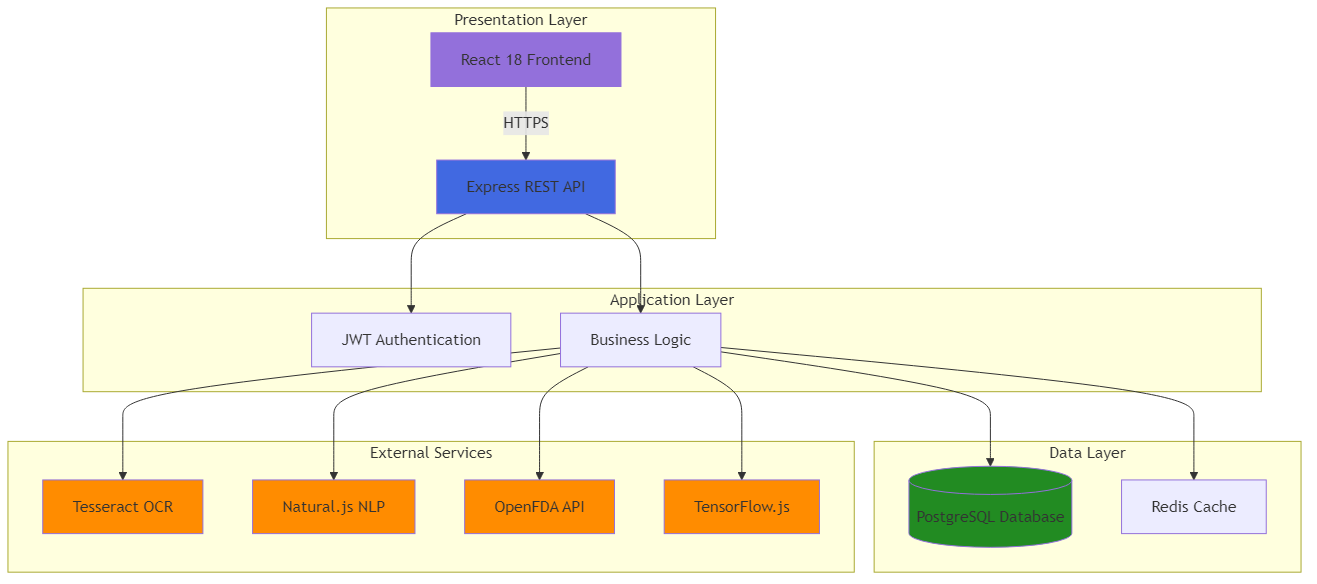 Presentation Layer
React 18 Frontend
HTTPS
Express REST API
Application Layer
JWT Authentication
Business Logic
External Services
Data Layer
Tesseract OCR
Natural.js NLP
OpenFDA API
TensorFlow.js
PostgreSQL Database
Redis Cache